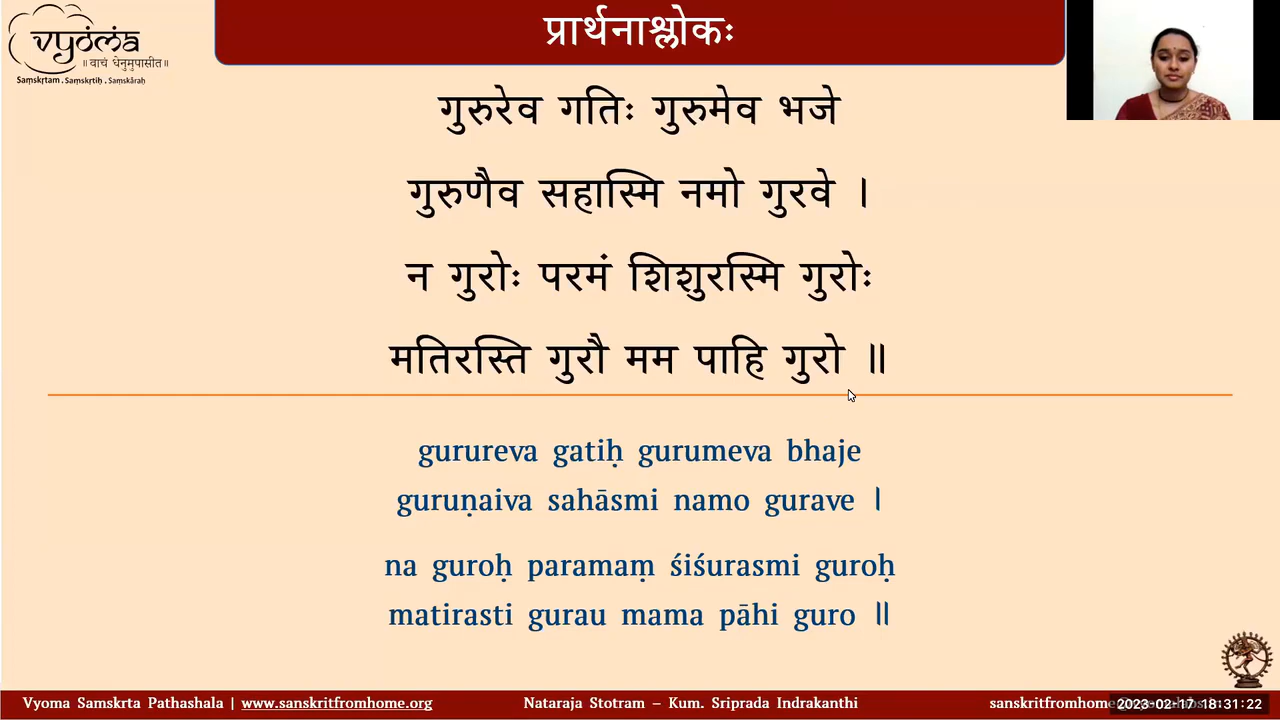 vyoma
॥ वाचं धेनुमुपासीत ॥
Saṃskṛtam . Saṃskṛtiḥ . Saṃskāraḥ
प्रार्थनाश्लोकः
गुरुरेव गतिः गुरुमेव भजे
गुरुणैव सहास्मि नमो गुरवे ।
न गुरोः परमं शिशुरस्मि गुरोः
मतिरस्ति गुरौ मम पाहि गुरो ॥
gurureva gatiḥ gurumeva bhaje
guruṇaiva sahāsmi namo gurave ।
na guroḥ paramaṃ śiśurasmi guroḥ
matirasti gurau mama pāhi guro ॥
Vyoma Samskrta Pathashala | www.sanskritfromhome.org
Nataraja Stotram – Kum. Sriprada Indrakanthi
2023-02-17 18:31:22